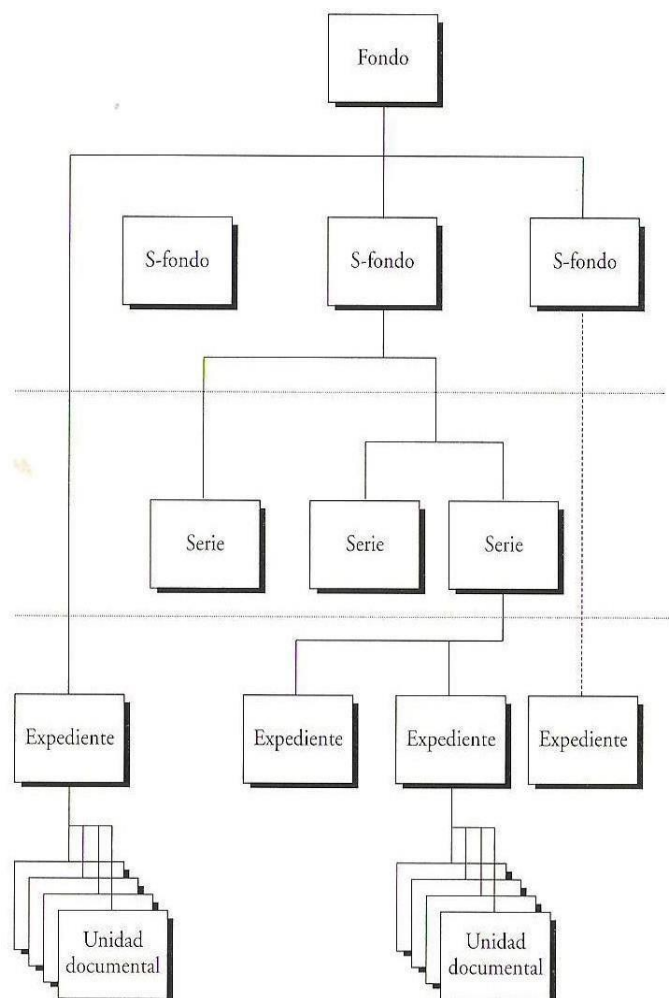 Fondo
S-fondo
S-fondo
S-fondo
Serie
Serie
Serie
Expediente
Expediente
Expediente
Expediente
Unidad
documental
Unidad
documental